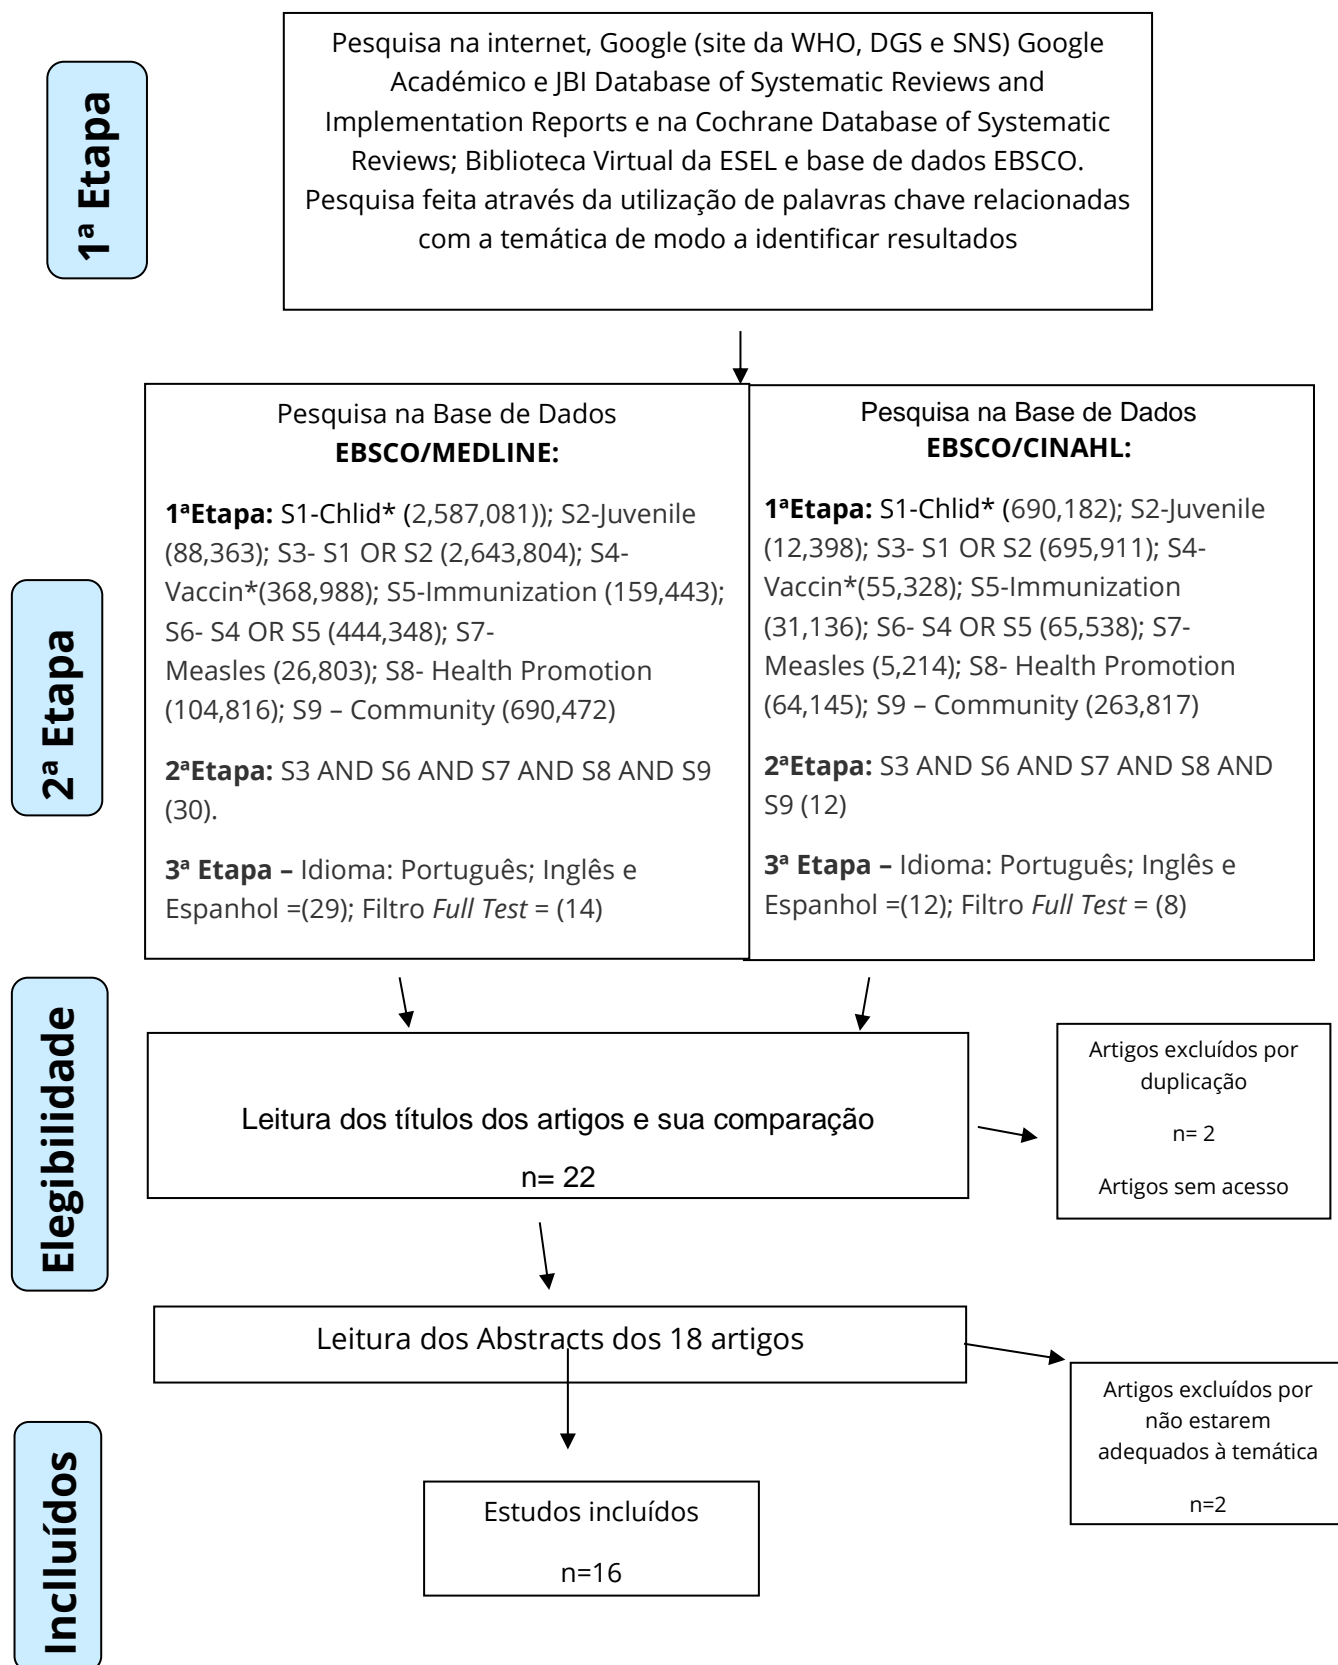 1ª Etapa
Pesquisa na internet, Google (site da WHO, DGS e SNS) Google
Académico e JBI Database of Systematic Reviews and
Implementation Reports e na Cochrane Database of Systematic
Reviews; Biblioteca Virtual da ESEL e base de dados EBSCO.
Pesquisa feita através da utilização de palavras chave relacionadas
com a temática de modo a identificar resultados
2ª Etapa
Pesquisa na Base de Dados
EBSCO/MEDLINE:
1ªEtapa: S1-Chlid* (2,587,081)); S2-Juvenile
(88,363); S3- S1 OR S2 (2,643,804); S4-
Vaccin*(368,988); S5-Immunization (159,443);
S6- S4 OR S5 (444,348); S7-
Measles (26,803); S8- Health Promotion
(104,816); S9 – Community (690,472)
2ªEtapa: S3 AND S6 AND S7 AND S8 AND S9
(30).
3ª Etapa – Idioma: Português; Inglês e
Espanhol =(29); Filtro Full Test = (14)
Pesquisa na Base de Dados
EBSCO/CINAHL:
1ªEtapa: S1-Chlid* (690,182); S2-Juvenile
(12,398); S3- S1 OR S2 (695,911); S4-
Vaccin*(55,328); S5-Immunization
(31,136); S6- S4 OR S5 (65,538); S7-
Measles (5,214); S8- Health Promotion
(64,145); S9 – Community (263,817)
2ªEtapa: S3 AND S6 AND S7 AND S8 AND
S9 (12)
3ª Etapa – Idioma: Português; Inglês e
Espanhol =(12); Filtro Full Test = (8)
Elegibilidade
Leitura dos títulos dos artigos e sua comparação
n= 22
Artigos excluídos por
duplicação
n= 2
Artigos sem acesso
Leitura dos Abstracts dos 18 artigos
Artigos excluídos por
não estarem
adequados à temática
n=2
Inclluídos
Estudos incluídos
n=16